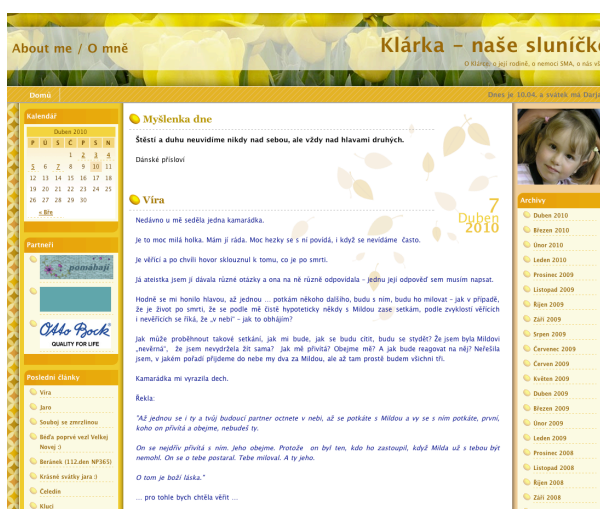 About me / O mně
Klárka – naše sluníčko
O Klárce, o její rodině, o nemoci SMA, o nás vš
Domů
Dnes je 10.04. a svátek má Darja
Kalendář
Duben 2010
P Ú S Č P S N
1 2 3 4
5 6 7 8 9 10 11
12 13 14 15 16 17 18
19 20 21 22 23 24 25
26 27 28 29 30
« Bře
Partneři
pomáhají
Otto Bock®
QUALITY FOR LIFE
Poslední články
Víra
Jaro
Souboj se zmrzlinou
Běďa poprvé vezl Velkej
Novej :)
Beránek (112.den NP365)
Krásné svátky jara :)
Čeledín
Kluci
Myšlenka dne
Štěstí a duhu neuvidíme nikdy nad sebou, ale vždy nad hlavami druhých.
Dánské přísloví
Víra
7
Duben
2010
Nedávno u mě seděla jedna kamarádka.
Je to moc milá holka. Mám jí ráda. Moc hezky se s ní povídá, i když se nevídáme často.
Je věřící a po chvíli hovor sklouznul k tomu, co je po smrti.
Já ateistka jsem jí dávala různé otázky a ona na ně různě odpovídala – jednu její odpověď sem musím napsat.
Hodně se mi honilo hlavou, až jednou ... potkám někoho dalšího, budu s ním, budu ho milovat – jak v případě,
že je život po smrti, že se podle mě čistě hypoteticky někdy s Mildou zase setkám, podle zvyklostí věřících
i nevěřících se říká, že „v nebi" – jak to obhájím?
Jak může proběhnout takové setkání, jak mi bude, jak se budu cítit, budu se stydět? Že jsem byla Mildovi
„nevěrná", že jsem nevydržela žít sama? Jak mě přivítá? Obejme mě? A jak bude reagovat na něj? Neřešila
jsem, v jakém pořadí přijdeme do nebe my dva za Mildou, ale až tam prostě budem všichni tři.
Kamarádka mi vyrazila dech.
Řekla:
"Až jednou se i ty a tvůj budoucí partner octnete v nebi, až se potkáte s Mildou a vy se s ním potkáte, první,
koho on přivítá a obejme, nebudeš ty.
On se nejdřív přivítá s ním. Jeho obejme. Protože on byl ten, kdo ho zastoupil, když Milda už s tebou být
nemohl. On se o tebe postaral. Tebe miloval. A ty jeho.
O tom je boží láska."
... pro tohle bych chtěla věřit ...
Archivy
Duben 2010
Březen 2010
Únor 2010
Leden 2010
Prosinec 2009
Listopad 2009
Říjen 2009
Září 2009
Srpen 2009
Červenec 2009
Červen 2009
Květen 2009
Duben 2009
Březen 2009
Únor 2009
Leden 2009
Prosinec 2008
Listopad 2008
Říjen 2008
Září 2008